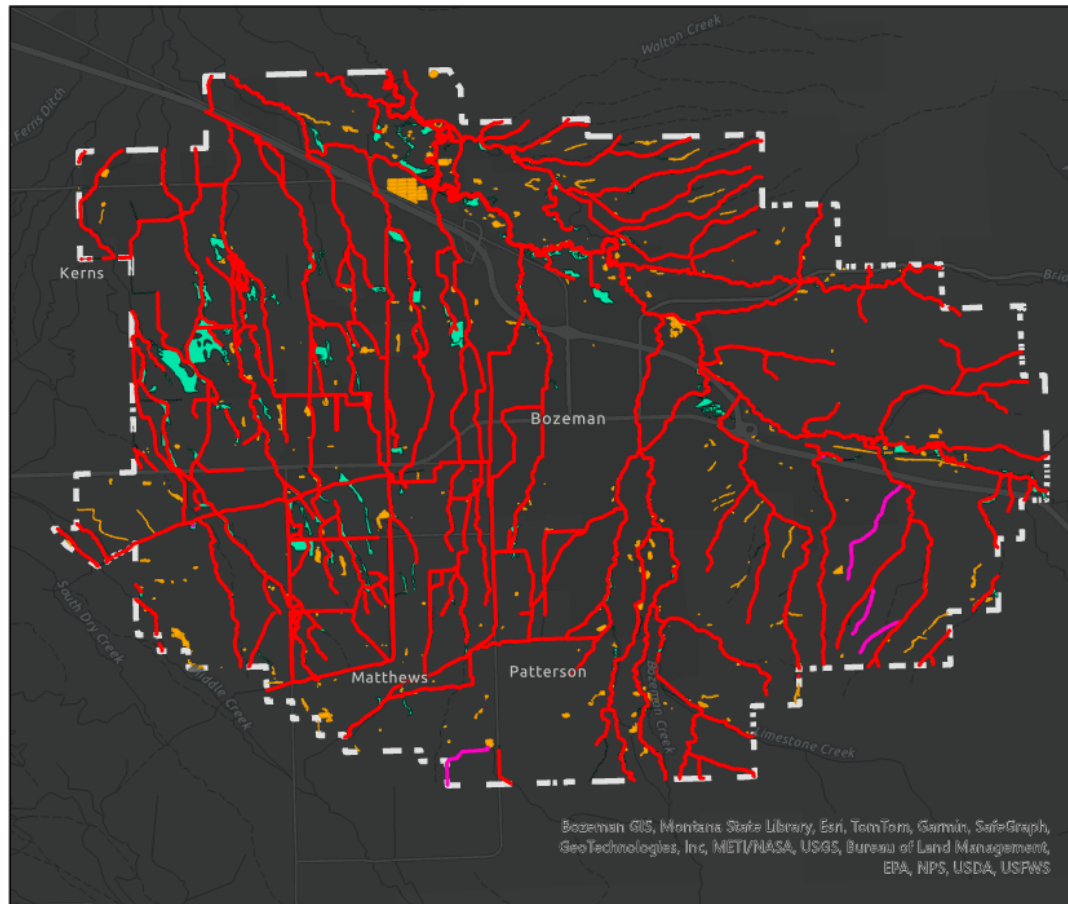 Walton Creek
Ferris Ditch
Kerns
Bri
Bozeman
South Dry Creek
Middle Creek
Matthews
Patterson
Bozeman Creek
Limestone Creek
Bozeman GIS, Montana State Library, Esri, TomTom, Garmin, SafeGraph,
GeoTechnologies, Inc, METI/NASA, USGS, Bureau of Land Management,
EPA, NPS, USDA, USFWS